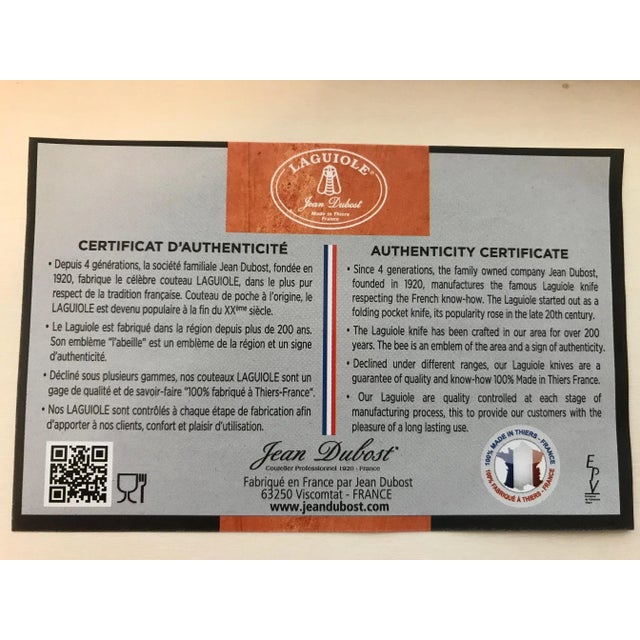 LAGUIOLE®
Jean Dubost
Made in Thiers
France
CERTIFICAT D'AUTHENTICITÉ
• Depuis 4 générations, la société familiale Jean Dubost, fondée en
1920, fabrique le célèbre couteau LAGUIOLE, dans le plus pur
respect de la tradition française. Couteau de poche à l'origine, le
LAGUIOLE est devenu populaire à la fin du XXème siècle.
• Le Laguiole est fabriqué dans la région depuis plus de 200 ans.
Son emblème "l'abeille" est un emblème de la région et un signe
d'authenticité.
• Décliné sous plusieurs gammes, nos couteaux LAGUIOLE sont un
gage de qualité et de savoir-faire "100% fabriqué à Thiers-France".
• Nos LAGUIOLE sont contrôlés à chaque étape de fabrication afin
d'apporter à nos clients, confort et plaisir d'utilisation.
AUTHENTICITY CERTIFICATE
• Since 4 generations, the family owned company Jean Dubost,
founded in 1920, manufactures the famous Laguiole knife
respecting the French know-how. The Laguiole started out as a
folding pocket knife, its popularity rose in the late 20th century.
• The Laguiole knife has been crafted in our area for over 200
years. The bee is an emblem of the area and a sign of authenticity.
• Declined under different ranges, our Laguiole knives are a
guarantee of quality and know-how 100% Made in Thiers France.
• Our Laguiole are quality controlled at each stage of
manufacturing process, this to provide our customers with the
pleasure of a long lasting use.
Jean Dubost®
Coutelier Professionnel 1920 - France
Fabriqué en France par Jean Dubost
63250 Viscomtat - FRANCE
www.jeandubost.com
100% MADE IN THIERS - FRANCE
100% FABRIQUÉ À THIERS - FRANCE
EPV